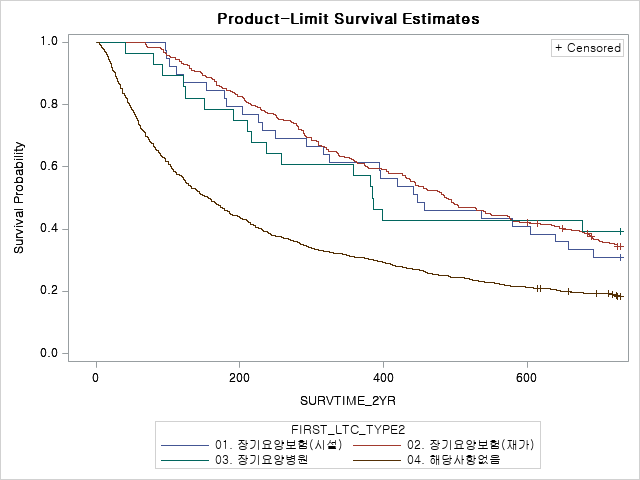 Product-Limit Survival Estimates
+ Censored
1.0
0.8
0.6
0.4
0.2
0.0
Survival Probability
0 200 400 600
SURVTIME_2YR
FIRST_LTC_TYPE2
01. 장기요양보험(시설) 02. 장기요양보험(재가)
03. 장기요양병원 04. 해당사항없음